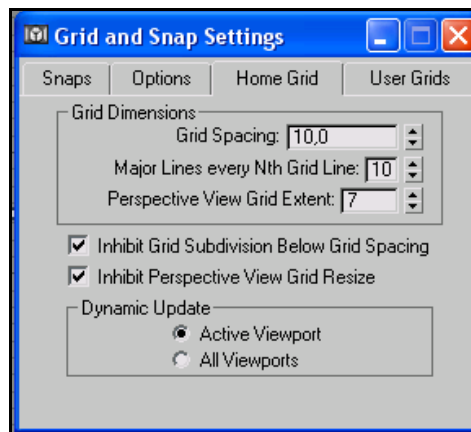 Grid and Snap Settings
Snaps Options Home Grid User Grids
Grid Dimensions
Grid Spacing: 10,0
Major Lines every Nth Grid Line: 10
Perspective View Grid Extent: 7
Inhibit Grid Subdivision Below Grid Spacing
Inhibit Perspective View Grid Resize
Dynamic Update
Active Viewport
All Viewports